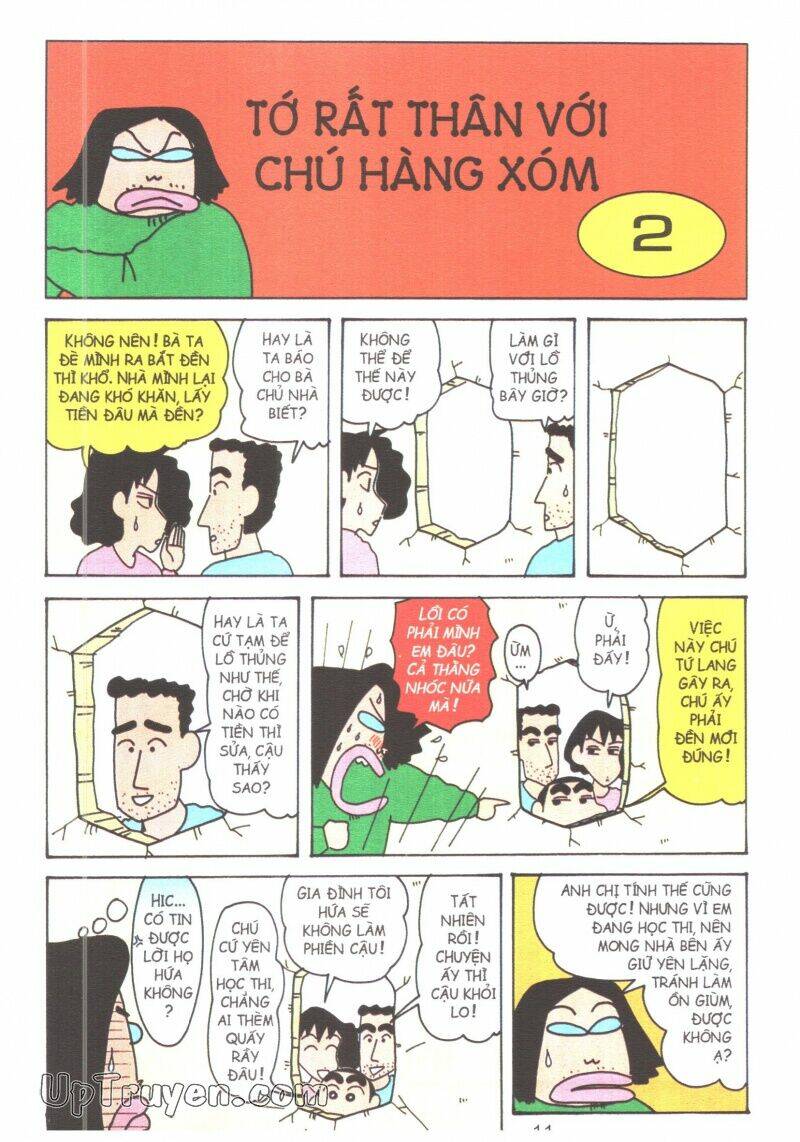 TỚ RẤT THÂN VỚI
CHÚ HÀNG XÓM
2
LÀM GÌ
VỚI LỖ
THỦNG
BÂY GIỜ?
KHÔNG
THỂ ĐỂ
THẾ NÀY
ĐƯỢC!
HAY LÀ
TA BÁO
CHO BÀ
CHỦ NHÀ
BIẾT?
KHÔNG NÊN! BÀ TA
ĐÈ MÌNH RA BẮT ĐỀN
THÌ KHỔ. NHÀ MÌNH LẠI
ĐANG KHÓ KHĂN, LẤY
TIỀN ĐÂU MÀ ĐỀN?
VIỆC
NÀY CHÚ
TỨ LANG
GÂY RA,
CHÚ ẤY
PHẢI
ĐỀN MỚI
ĐÚNG!
Ừ,
PHẢI
ĐẤY!
ỪM
...
LỖI CÓ
PHẢI MÌNH
EM ĐÂU?
CẢ THẰNG
NHÓC NỮA
MÀ!
HAY LÀ TA
CỨ TẠM ĐỂ
LỖ THỦNG
NHƯ THẾ,
CHỜ KHI
NÀO CÓ
TIỀN THÌ
SỬA, CẬU
THẤY
SAO?
ANH CHỊ TÍNH THẾ CŨNG
ĐƯỢC! NHƯNG VÌ EM
ĐANG HỌC THI, NÊN
MONG NHÀ BÊN ẤY
GIỮ YÊN LẶNG,
TRÁNH LÀM
ỒN GIÙM,
ĐƯỢC
KHÔNG
Ạ?
TẤT
NHIÊN
RỒI!
CHUYỆN
ẤY THÌ
CẬU KHỎI
LO!
GIA ĐÌNH TÔI
HỨA SẼ
KHÔNG LÀM
PHIỀN CẬU!
CHÚ
CỨ YÊN
TÂM
HỌC THI,
CHẲNG
AI THÈM
QUẤY
RẦY
ĐÂU!
HIC...
CÓ TIN
ĐƯỢC
LỜI HỌ
HỨA
KHÔNG
?
UpTruyen.com